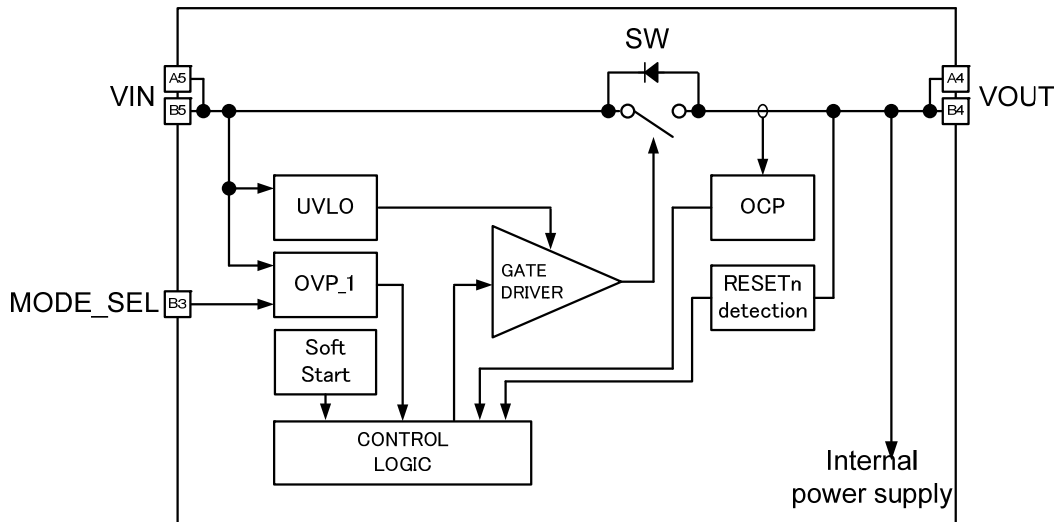 SW
A5
VIN
B5
A4
VOUT
B4
UVLO
OCP
GATE
DRIVER
OVP_1
RESETn
detection
MODE_SEL
B3
Soft
Start
CONTROL
LOGIC
Internal
power supply